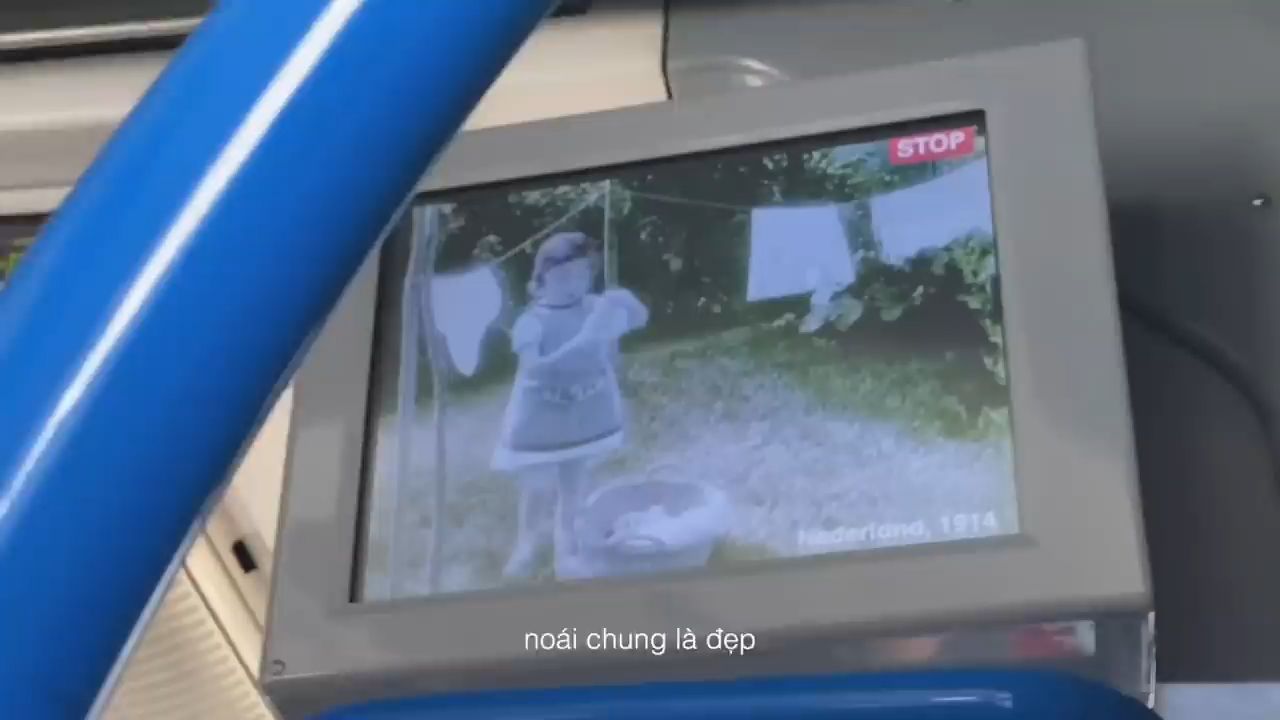 STOP
Nederland, 1914
noái chung là đẹp